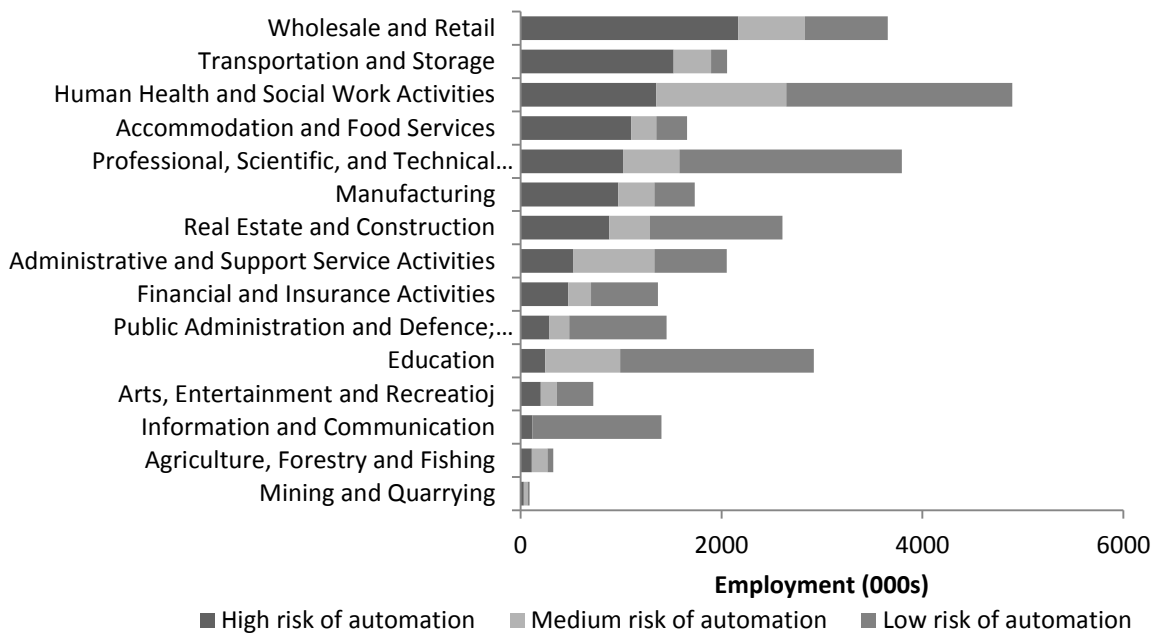 Wholesale and Retail
Transportation and Storage
Human Health and Social Work Activities
Accommodation and Food Services
Professional, Scientific, and Technical…
Manufacturing
Real Estate and Construction
Administrative and Support Service Activities
Financial and Insurance Activities
Public Administration and Defence;…
Education
Arts, Entertainment and Recreatioj
Information and Communication
Agriculture, Forestry and Fishing
Mining and Quarrying
0 2000 4000 6000
Employment (000s)
High risk of automation Medium risk of automation Low risk of automation